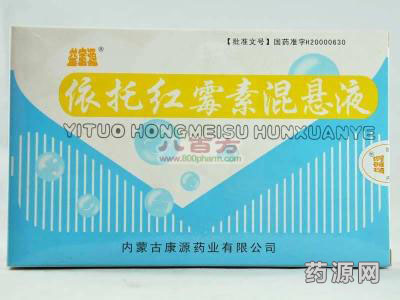 【批准文号】国药准字H20000630
依托红霉素混悬液
YITUO HONGMEISU HUNXUANYE
八百方
www.800pharm.com
内蒙古康源药业有限公司
药源网